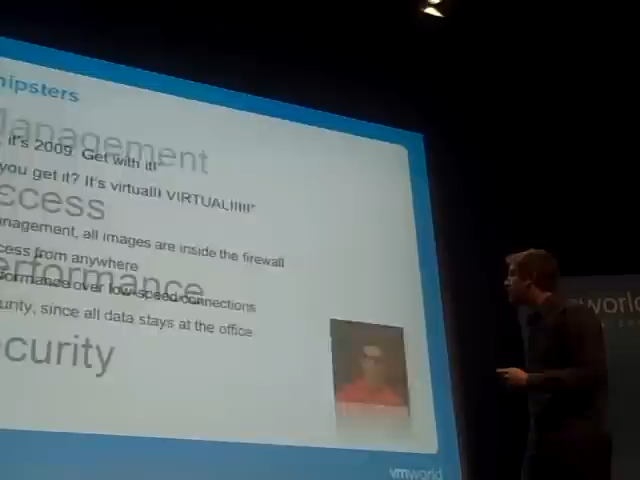 hipsters
Management
it's 2009. Get with it!
you get it? It's virtual!! VIRTUAL!!!!!"
ccess
nagement, all images are inside the firewall
cess from anywhere
erformance
formance over low-speed connections
urity, since all data stays at the office
curity
vmworld
world